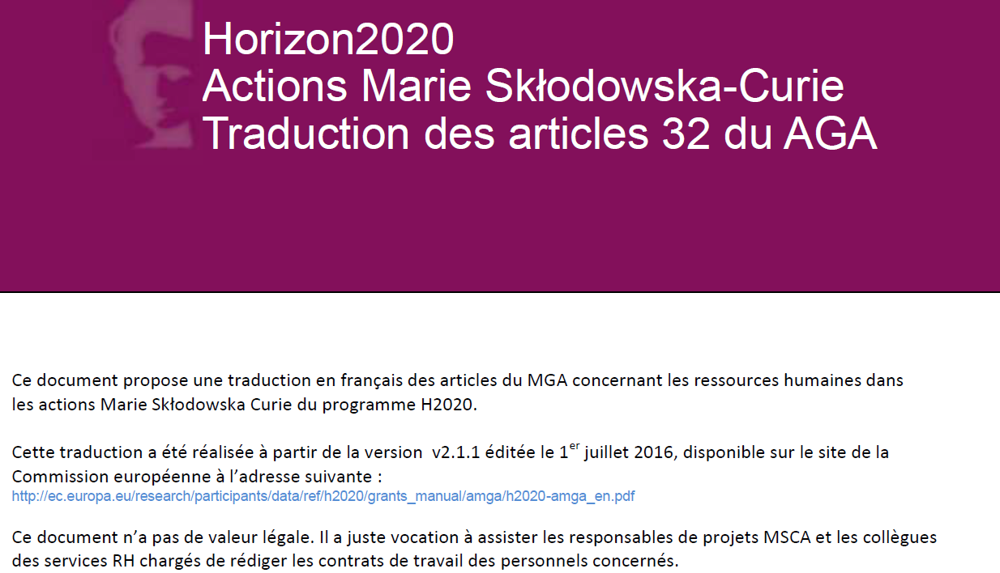 Horizon2020
Actions Marie Skłodowska-Curie
Traduction des articles 32 du AGA
Ce document propose une traduction en français des articles du MGA concernant les ressources humaines dans
les actions Marie Skłodowska Curie du programme H2020.
Cette traduction a été réalisée à partir de la version  v2.1.1 éditée le 1er juillet 2016, disponible sur le site de la
Commission européenne à l’adresse suivante :
http://ec.europa.eu/research/participants/data/ref/h2020/grants_manual/amga/h2020-amga_en.pdf
Ce document n’a pas de valeur légale. Il a juste vocation à assister les responsables de projets MSCA et les collègues
des services RH chargés de rédiger les contrats de travail des personnels concernés.